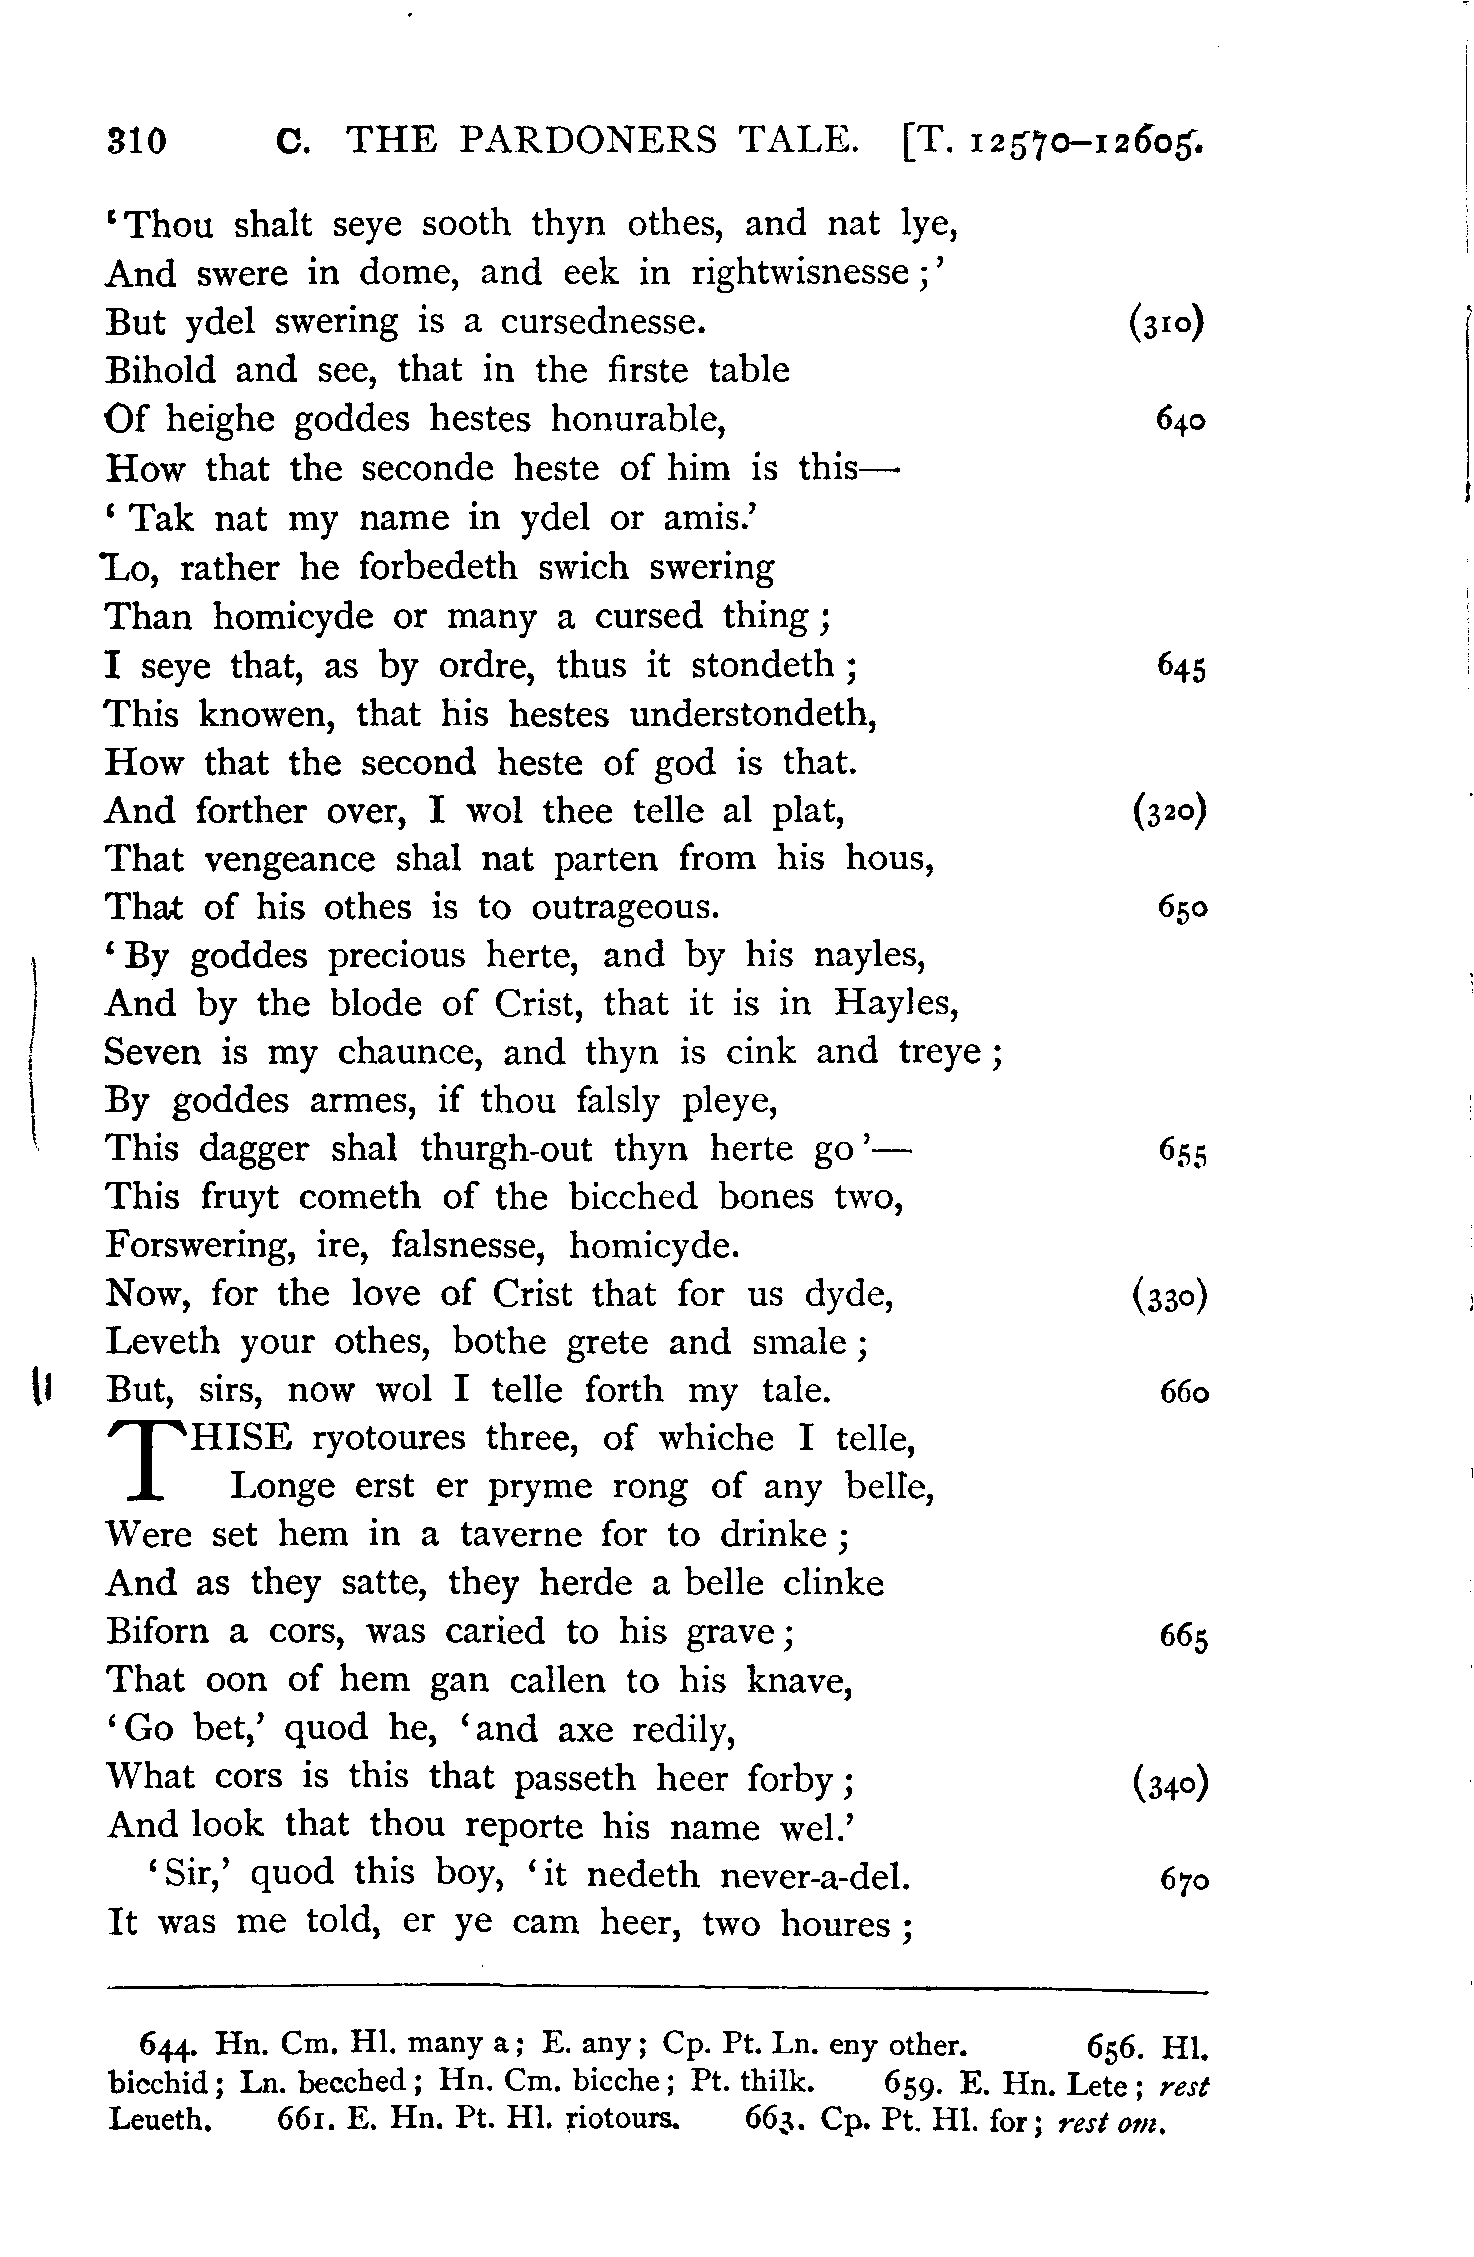 310 C. THE PARDONERS TALE. [T. 12570–12605.
‘Thou shalt seye sooth thyn othes, and nat lye,
And swere in dome, and eek in rightwisnesse;’
But ydel swering is a cursednesse. (310)
Bihold and see, that in the firste table
Of heighe goddes hestes honurable, 640
How that the seconde heste of him is this—
‘Tak nat my name in ydel or amis.’
Lo, rather he forbedeth swich swering
Than homicyde or many a cursed thing;
I seye that, as by ordre, thus it stondeth; 645
This knowen, that his hestes understondeth,
How that the second heste of god is that.
And forther over, I wol thee telle al plat, (320)
That vengeance shal nat parten from his hous,
That of his othes is to outrageous. 650
‘By goddes precious herte, and by his nayles,
And by the blode of Crist, that it is in Hayles,
Seven is my chaunce, and thyn is cink and treye;
By goddes armes, if thou falsly pleye,
This dagger shal thurgh-out thyn herte go’— 655
This fruyt cometh of the bicched bones two,
Forswering, ire, falsnesse, homicyde.
Now, for the love of Crist that for us dyde, (330)
Leveth your othes, bothe grete and smale;
But, sirs, now wol I telle forth my tale. 660
THISE ryotoures three, of whiche I telle,
Longe erst er pryme rong of any belle,
Were set hem in a taverne for to drinke;
And as they satte, they herde a belle clinke
Biforn a cors, was caried to his grave; 665
That oon of hem gan callen to his knave,
‘Go bet,’ quod he, ‘and axe redily,
What cors is this that passeth heer forby; (340)
And look that thou reporte his name wel.’
‘Sir,’ quod this boy, ‘it nedeth never-a-del. 670
It was me told, er ye cam heer, two houres;
644. Hn. Cm. Hl. many a; E. any; Cp. Pt. Ln. eny other. 656. Hl.
bicchid; Ln. becched; Hn. Cm. bicche; Pt. thilk. 659. E. Hn. Lete; rest
Leueth. 661. E. Hn. Pt. Hl. riotours. 663. Cp. Pt. Hl. for; rest om.